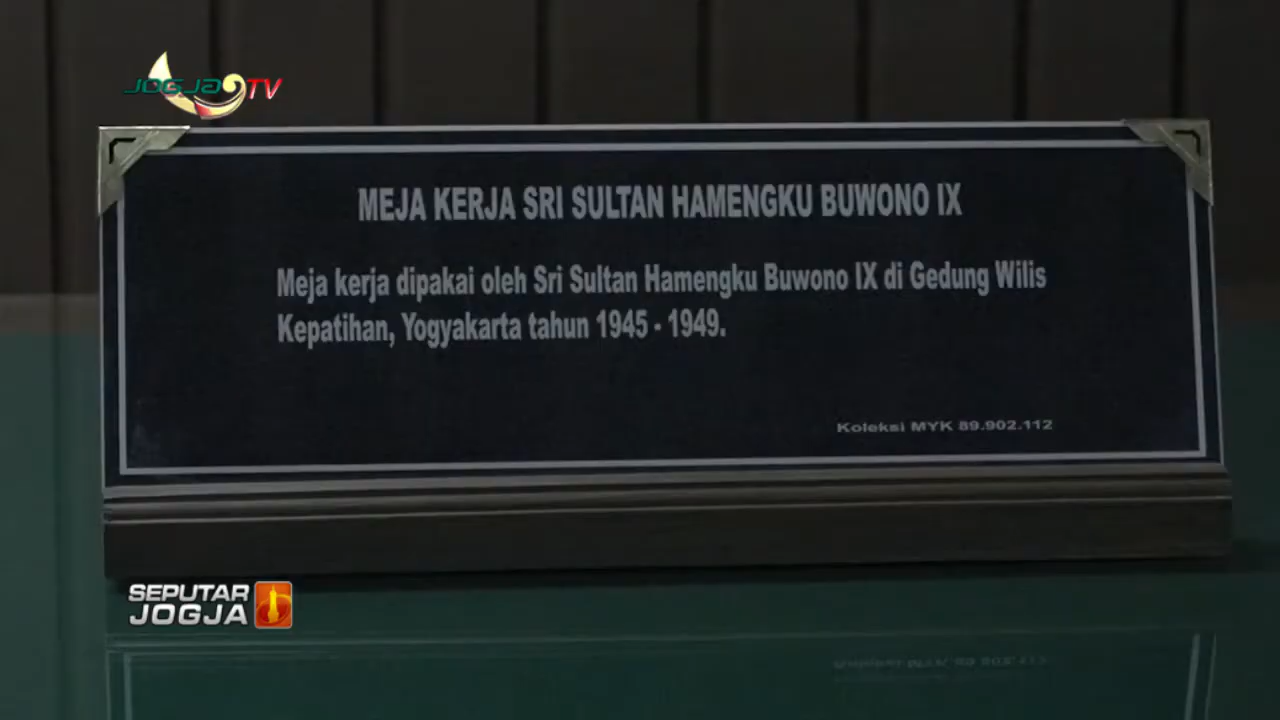 JOGJA TV
MEJA KERJA SRI SULTAN HAMENGKU BUWONO IX
Meja kerja dipakai oleh Sri Sultan Hamengku Buwono IX di Gedung Wilis
Kepatihan, Yogyakarta tahun 1945 - 1949.
Koleksi MYK 89.902.112
SEPUTAR
JOGJA